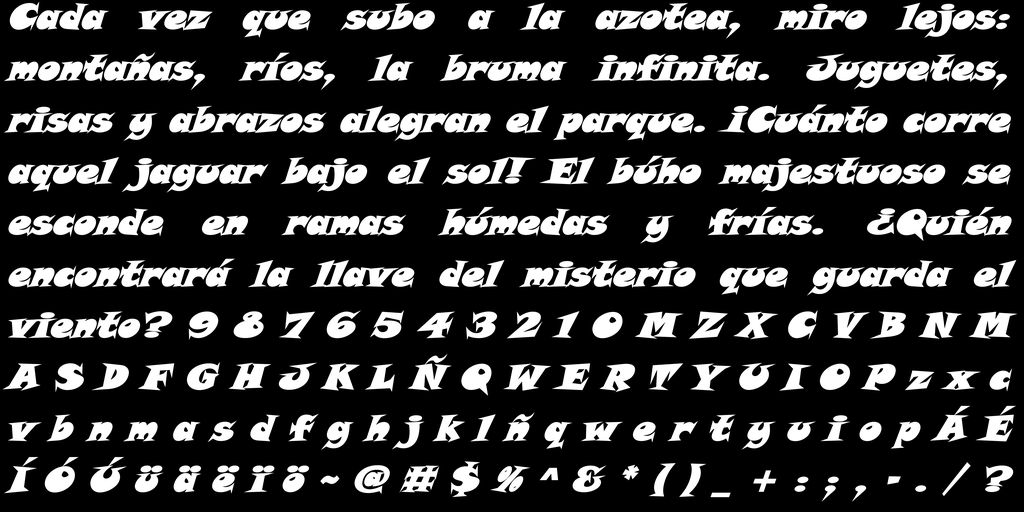 Cada vez que subo a la azotea, miro lejos:
montañas, ríos, la bruma infinita. Juguetes,
risas y abrazos alegran el parque. ¡Cuánto corre
aquel jaguar bajo el sol! El búho majestuoso se
esconde en ramas húmedas y frías. ¿Quién
encontrará la llave del misterio que guarda el
viento? 9 8 7 6 5 4 3 2 1 0 M Z X C V B N M
A S D F G H J K L Ñ Q W E R T Y U I O P z x c
v b n m a s d f g h j k l ñ q w e r t y u i o p Á É
Í Ó Ú ü ä ë ï ö ~ @ # $ % ^ & * ( ) _ + : ; , - . / ?